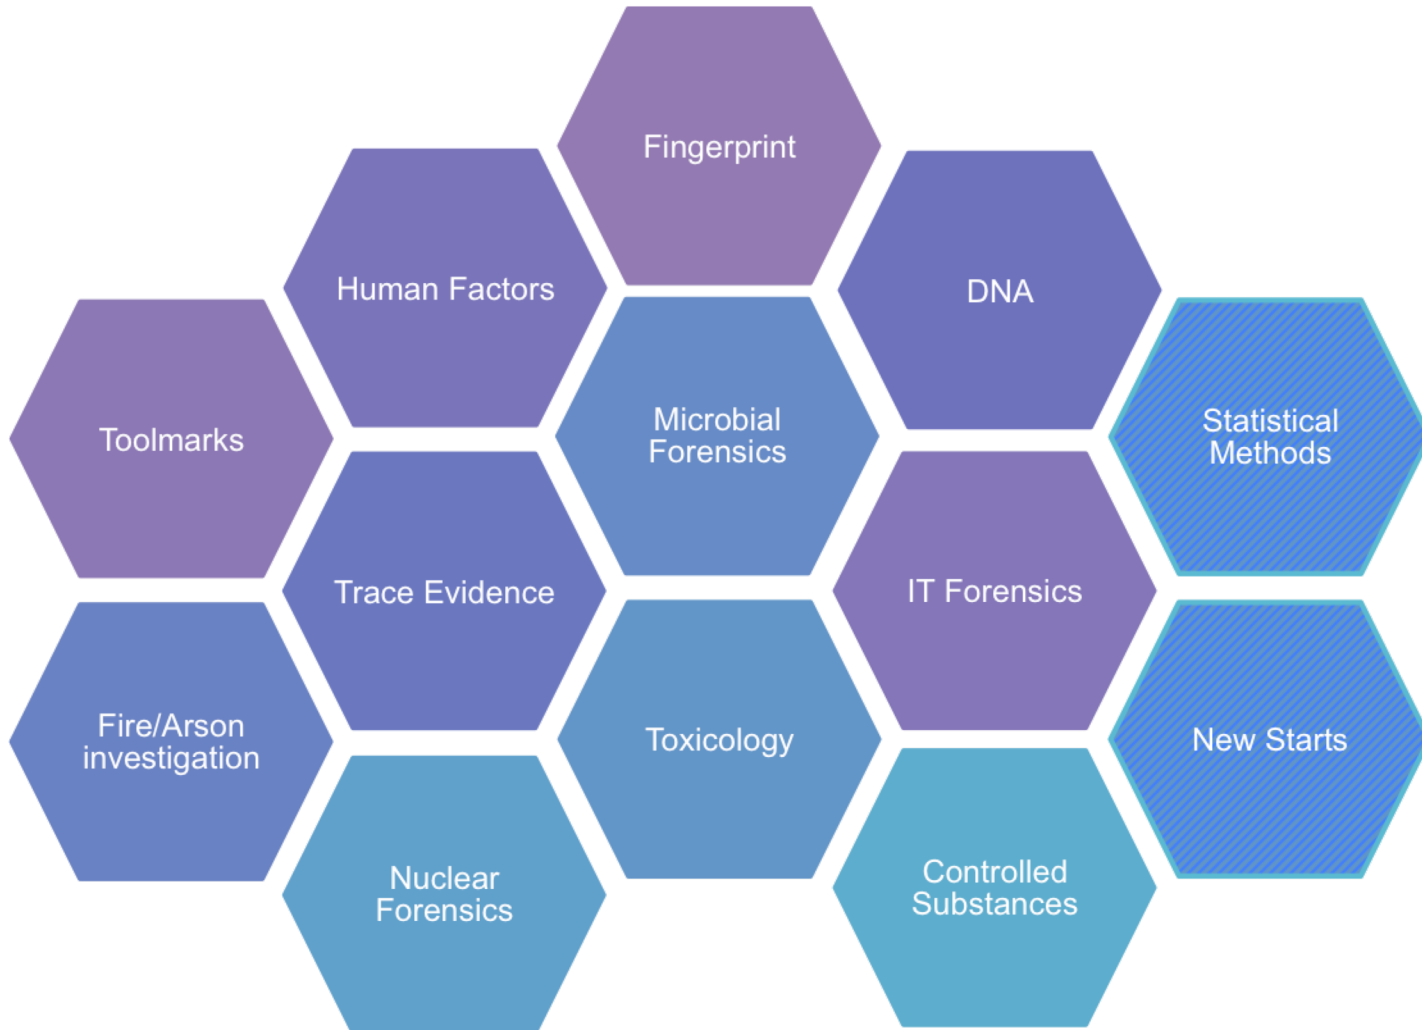 Fingerprint
Human Factors
DNA
Toolmarks
Microbial
Forensics
Statistical
Methods
Trace Evidence
IT Forensics
Fire/Arson
investigation
Toxicology
New Starts
Nuclear
Forensics
Controlled
Substances